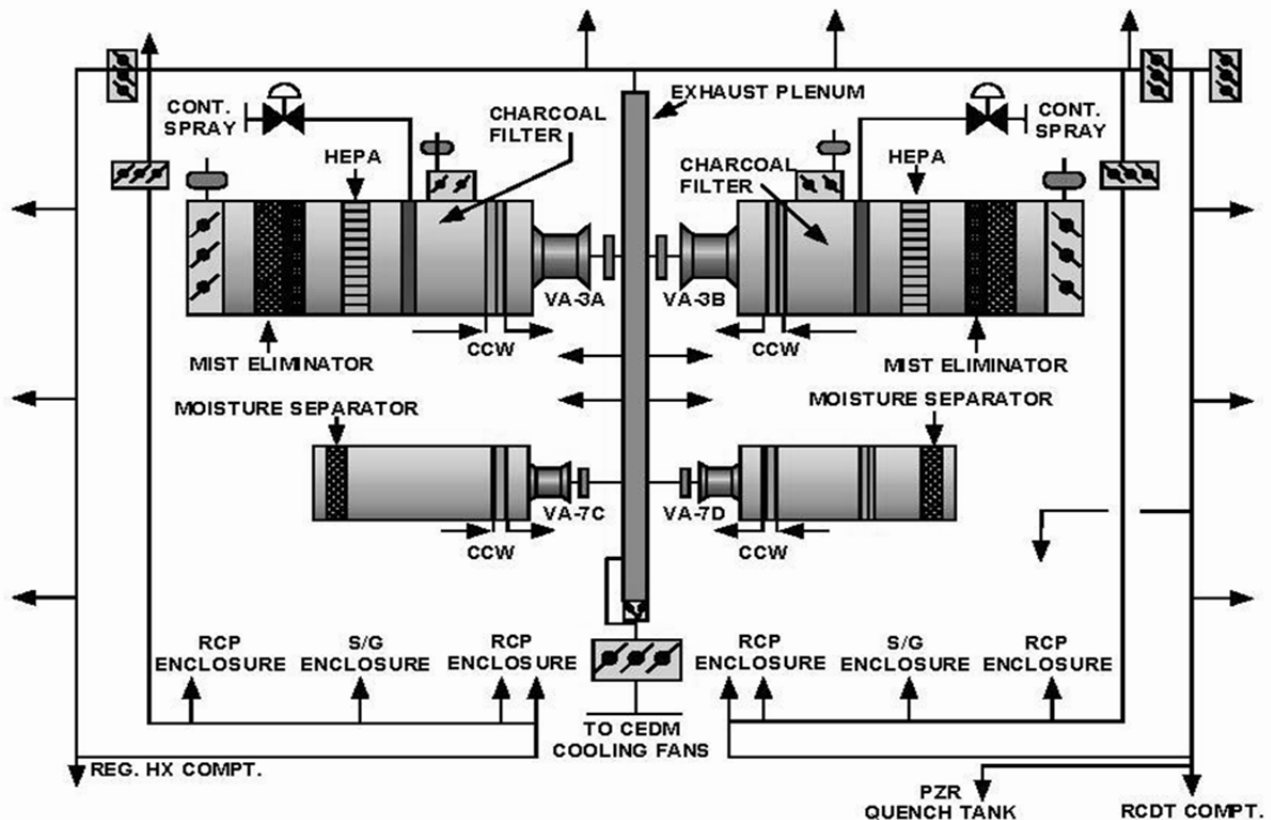 EXHAUST PLENUM
CONT.
SPRAY
CHARCOAL
FILTER
HEPA
CONT.
SPRAY
HEPA
CHARCOAL
FILTER
VA-3A
VA-3B
CCW
CCW
MIST ELIMINATOR
MIST ELIMINATOR
MOISTURE SEPARATOR
MOISTURE SEPARATOR
VA-7C
VA-7D
CCW
CCW
RCP
ENCLOSURE
S/G
ENCLOSURE
RCP
ENCLOSURE
RCP
ENCLOSURE
S/G
ENCLOSURE
RCP
ENCLOSURE
TO CEDM
COOLING FANS
REG. HX COMPT.
PZR
QUENCH TANK
RCDT COMPT.